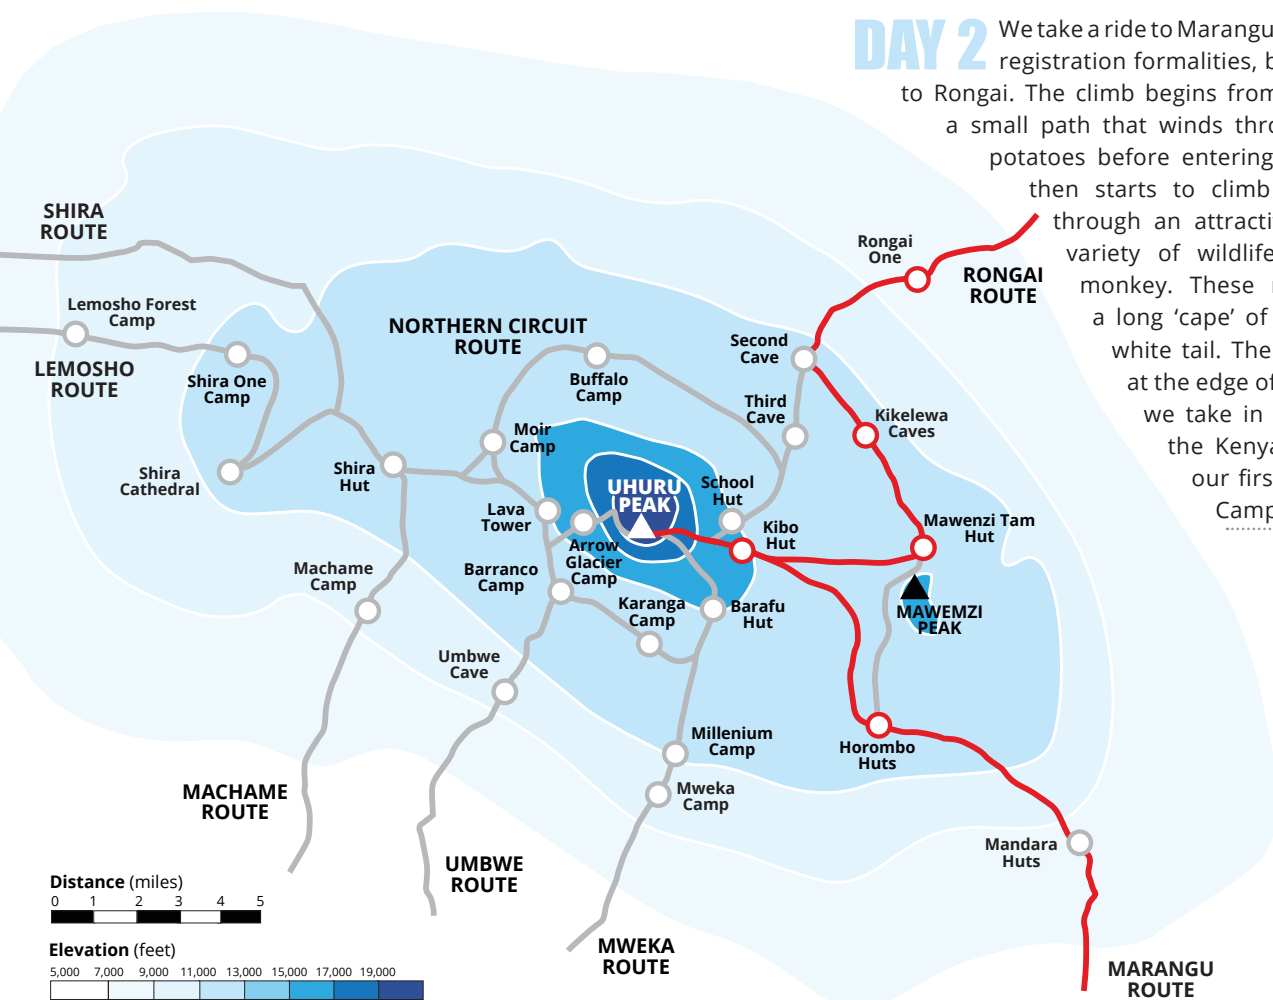 DAY 2 We take a ride to Marangu
registration formalities, b
to Rongai. The climb begins from
a small path that winds thro
potatoes before entering
then starts to climb
through an attracti
variety of wildlife
monkey. These
a long ‘cape’ of
white tail. The
at the edge of
we take in
the Kenya
our firs
Camp
SHIRA
ROUTE
Lemosho Forest
Camp
LEMOSHO
ROUTE
Shira One
Camp
Shira
Cathedral
Shira
Hut
NORTHERN CIRCUIT
ROUTE
Buffalo
Camp
Moir
Camp
Lava
Tower
Arrow
Glacier
Camp
UHURU
PEAK
School
Hut
Kibo
Hut
Second
Cave
Third
Cave
Rongai
One
RONGAI
ROUTE
Kikelewa
Caves
Mawenzi Tam
Hut
MAWEMZI
PEAK
Machame
Camp
Barranco
Camp
Karanga
Camp
Barafu
Hut
Umbwe
Cave
Millenium
Camp
Mweka
Camp
Horombo
Huts
Mandara
Huts
MACHAME
ROUTE
UMBWE
ROUTE
MWEKA
ROUTE
MARANGU
ROUTE
Distance (miles)
0 1 2 3 4 5
Elevation (feet)
5,000 7,000 9,000 11,000 13,000 15,000 17,000 19,000